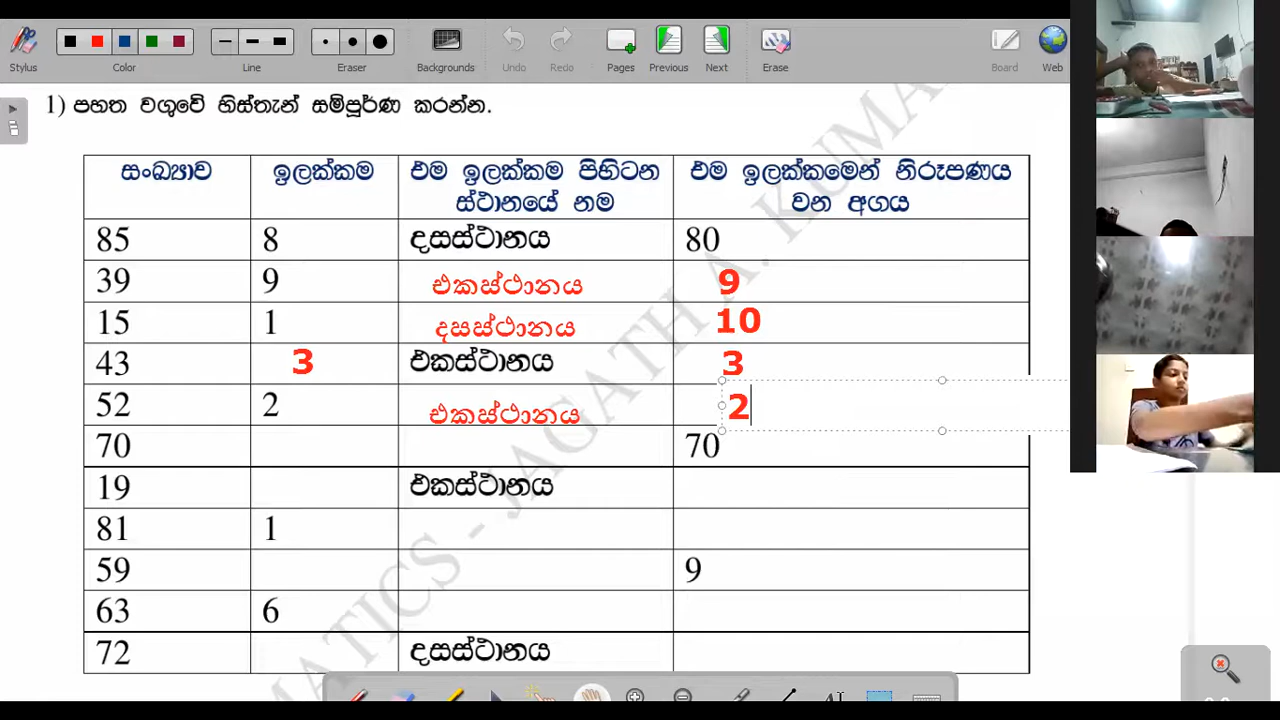 Stylus Color Line Eraser Backgrounds Undo Redo Pages Previous Next Erase Board Web
1) පහත වගුවේ හිස්තැන් සම්පූර්ණ කරන්න.
සංඛ්‍යාව ඉලක්කම එම ඉලක්කම පිහිටන එම ඉලක්කමෙන් නිරූපණය
ස්ථානයේ නම වන අගය
85 8 දසස්ථානය 80
39 9 එකස්ථානය 9
15 1 දසස්ථානය 10
43 3 එකස්ථානය 3
52 2 එකස්ථානය 2
70 70
19 එකස්ථානය
81 1
59 9
63 6
72 දසස්ථානය
MATICS - JAGATH A. KUMA